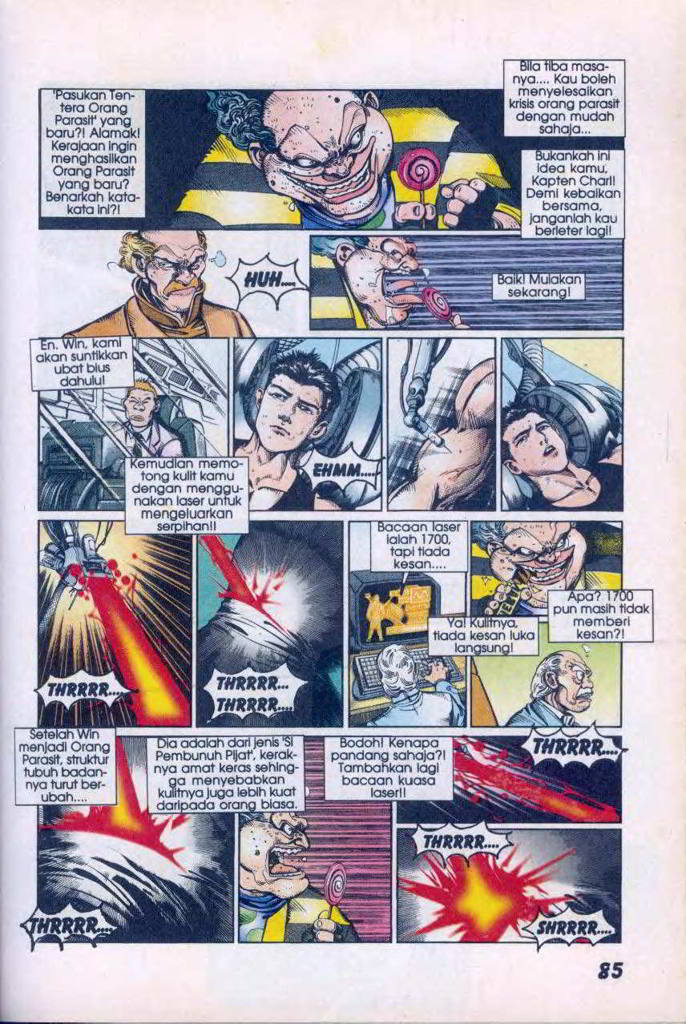 'Pasukan Ten-
tera Orang
Parasit' yang
baru?! Alamak!
Kerajaan ingin
menghasilkan
Orang Parasit
yang baru?
Benarkah kata-
kata ini?!
Bila tiba masa-
nya.... Kau boleh
menyelesaikan
krisis orang parasit
dengan mudah
sahaja...
Bukankah ini
idea kamu,
Kapten Charl!
Demi kebaikan
bersama,
janganlah kau
berleter lagi!
HUH....
Baik! Mulakan
sekarang!
En. Win, kami
akan suntikkan
ubat bius
dahulu!
Kemudian memo-
tong kulit kamu
dengan menggu-
nakan laser untuk
mengeluarkan
serpihan!!
EHMM.....
THRRRR...
THRRRR...
THRRRR....
Bacaan laser
ialah 1700,
tapi tiada
kesan....
Ya! Kulitnya,
tiada kesan luka
langsung!
Apa? 1700
pun masih tidak
memberi
kesan?!
Setelah Win
menjadi Orang
Parasit, struktur
tubuh badan-
nya turut ber-
ubah....
THRRRR....
Dia adalah dari jenis 'Si
Pembunuh Pijat', kerak-
nya amat keras sehing-
ga menyebabkan
kulitnya juga lebih kuat
daripada orang biasa.
Bodoh! Kenapa
pandang sahaja?!
Tambahkan lagi
bacaan kuasa
laser!!
THRRRR....
THRRRR....
SHRRRR....
85